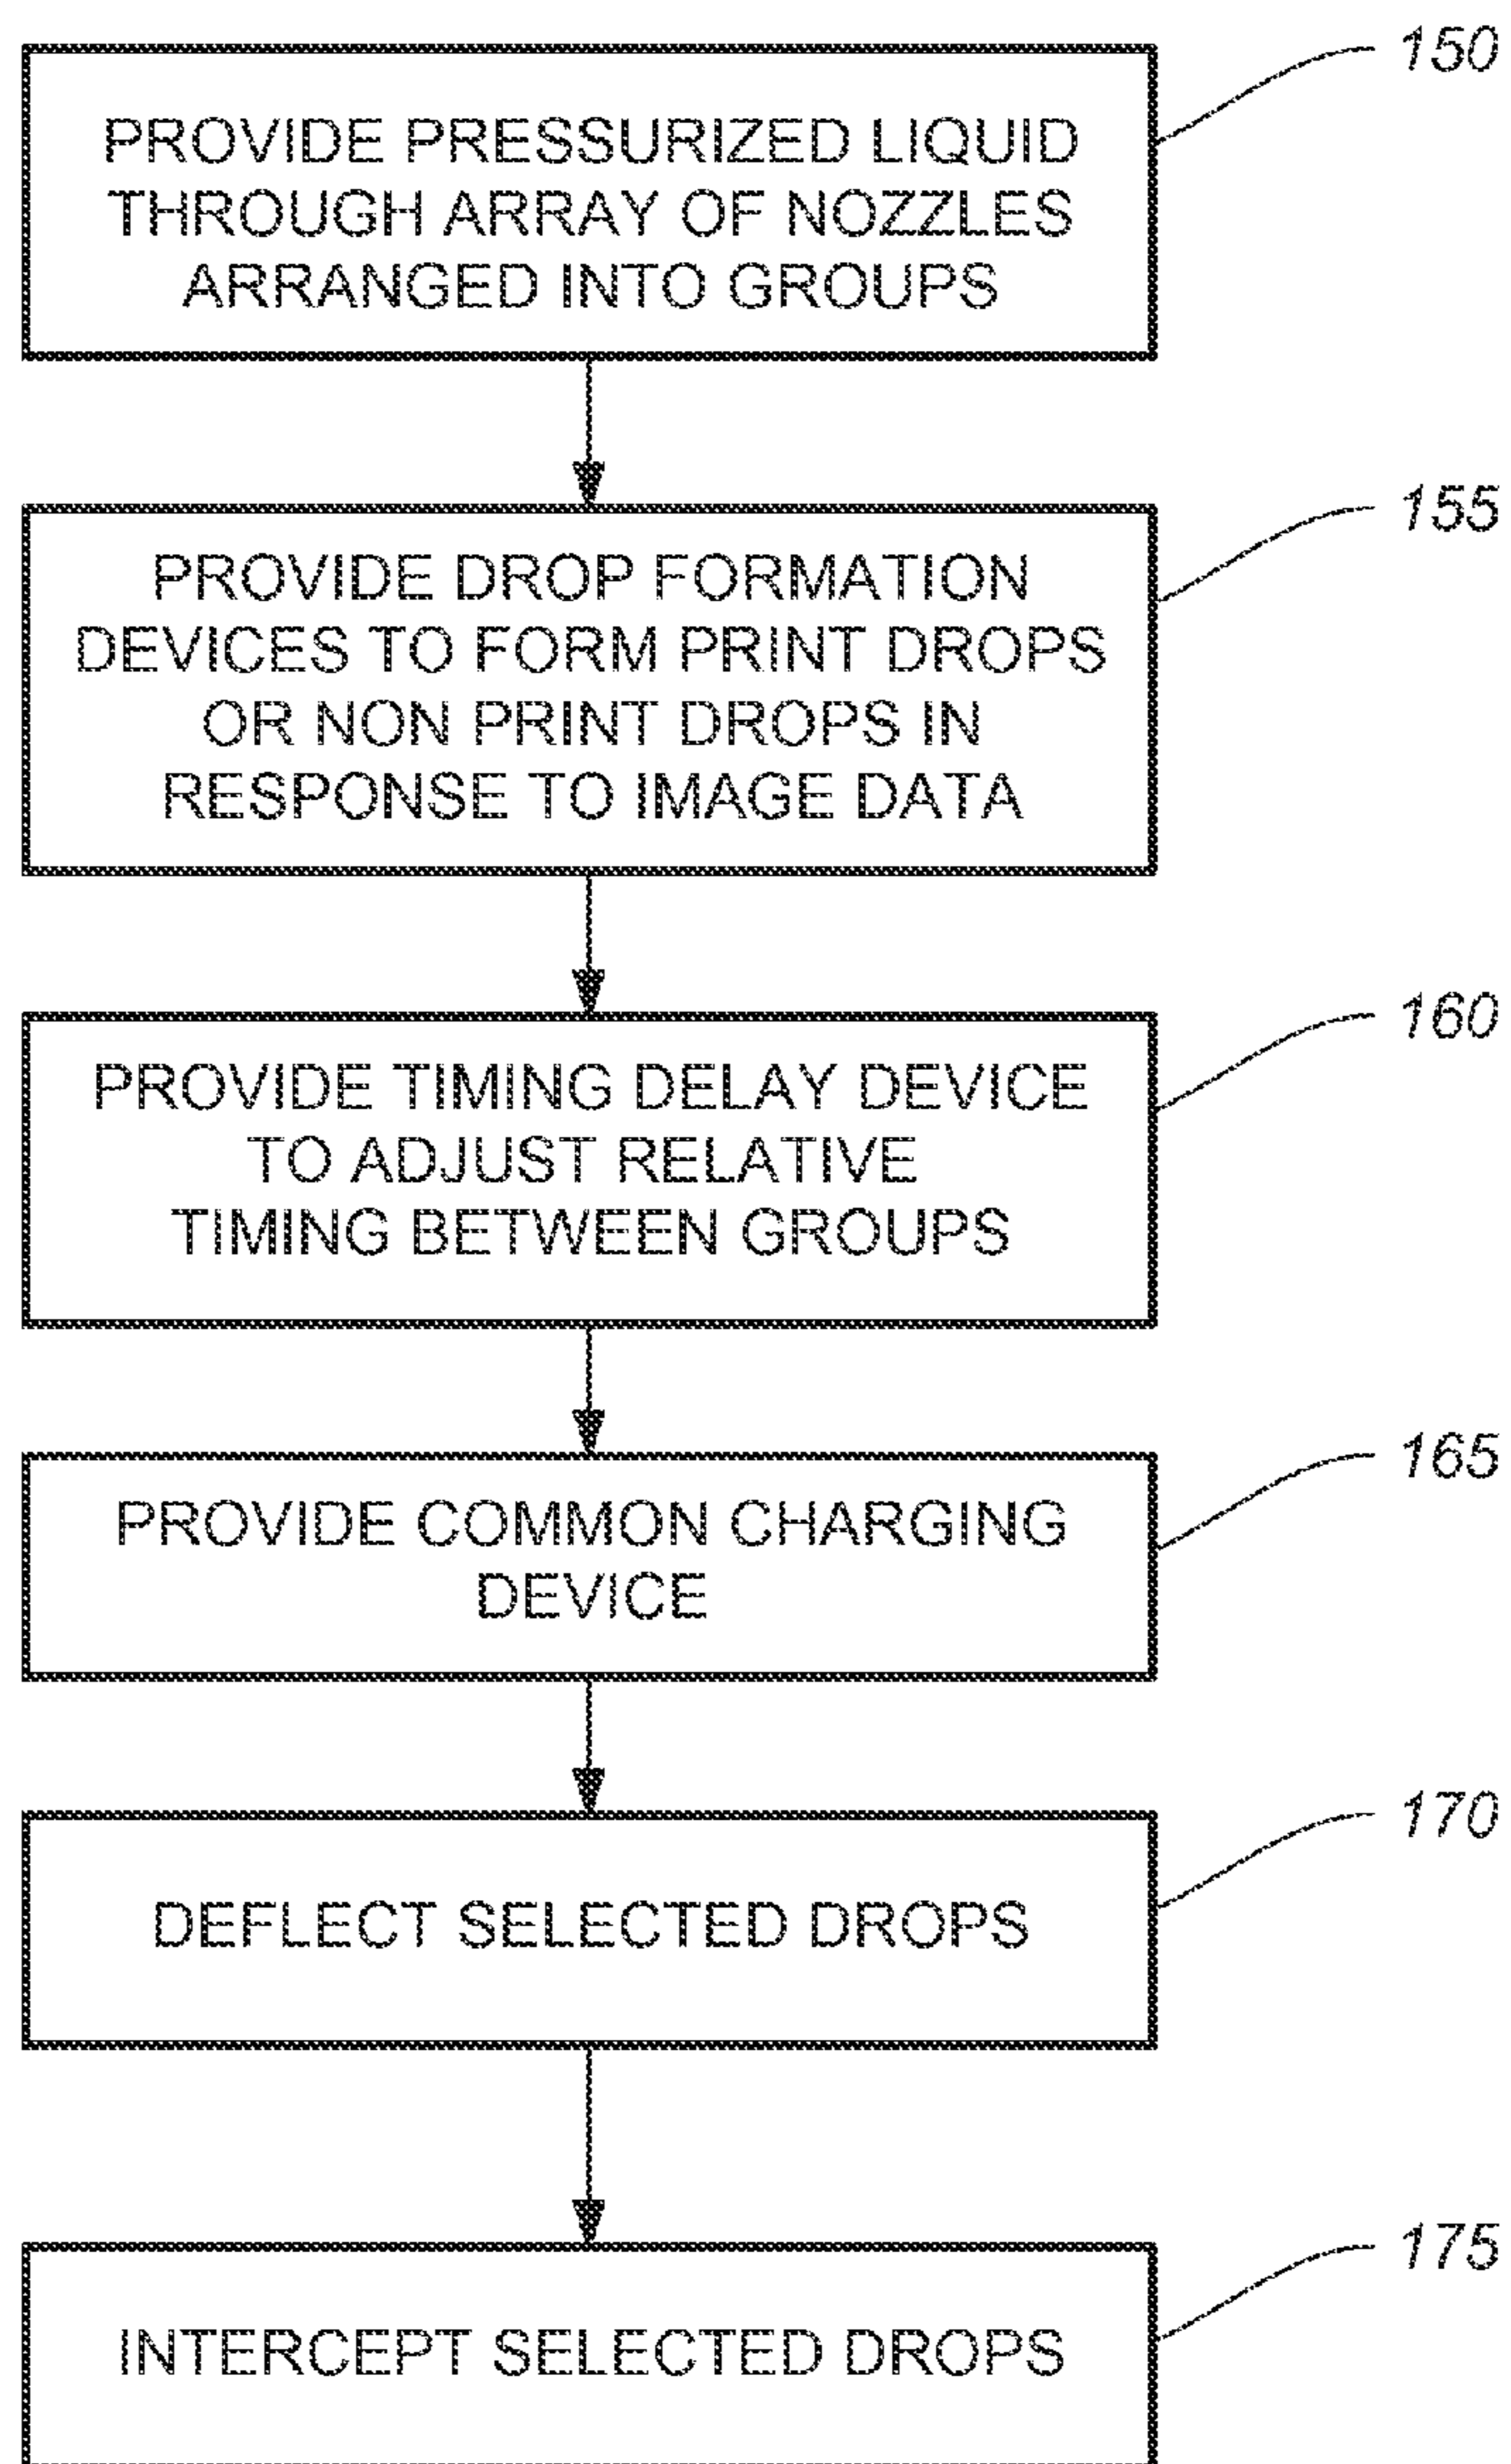 150
PROVIDE PRESSURIZED LIQUID
THROUGH ARRAY OF NOZZLES
ARRANGED INTO GROUPS
155
PROVIDE DROP FORMATION
DEVICES TO FORM PRINT DROPS
OR NON PRINT DROPS IN
RESPONSE TO IMAGE DATA
160
PROVIDE TIMING DELAY DEVICE
TO ADJUST RELATIVE
TIMING BETWEEN GROUPS
165
PROVIDE COMMON CHARGING
DEVICE
170
DEFLECT SELECTED DROPS
175
INTERCEPT SELECTED DROPS